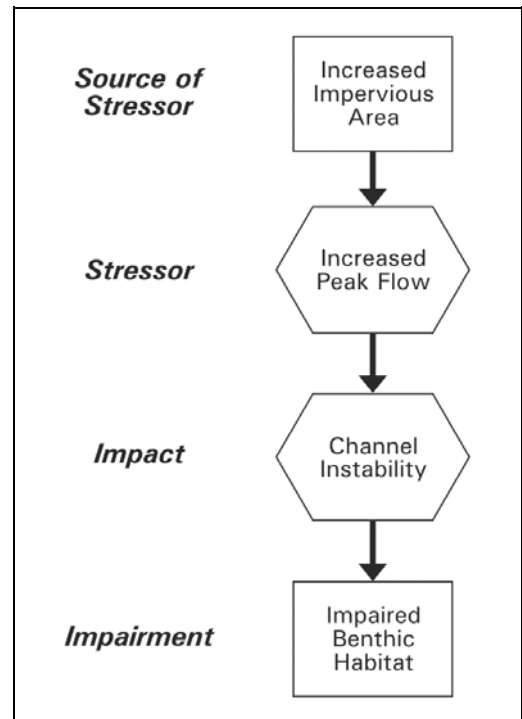 Source of
Stressor
Increased
Impervious
Area
Stressor
Increased
Peak Flow
Impact
Channel
Instability
Impairment
Impaired
Benthic
Habitat